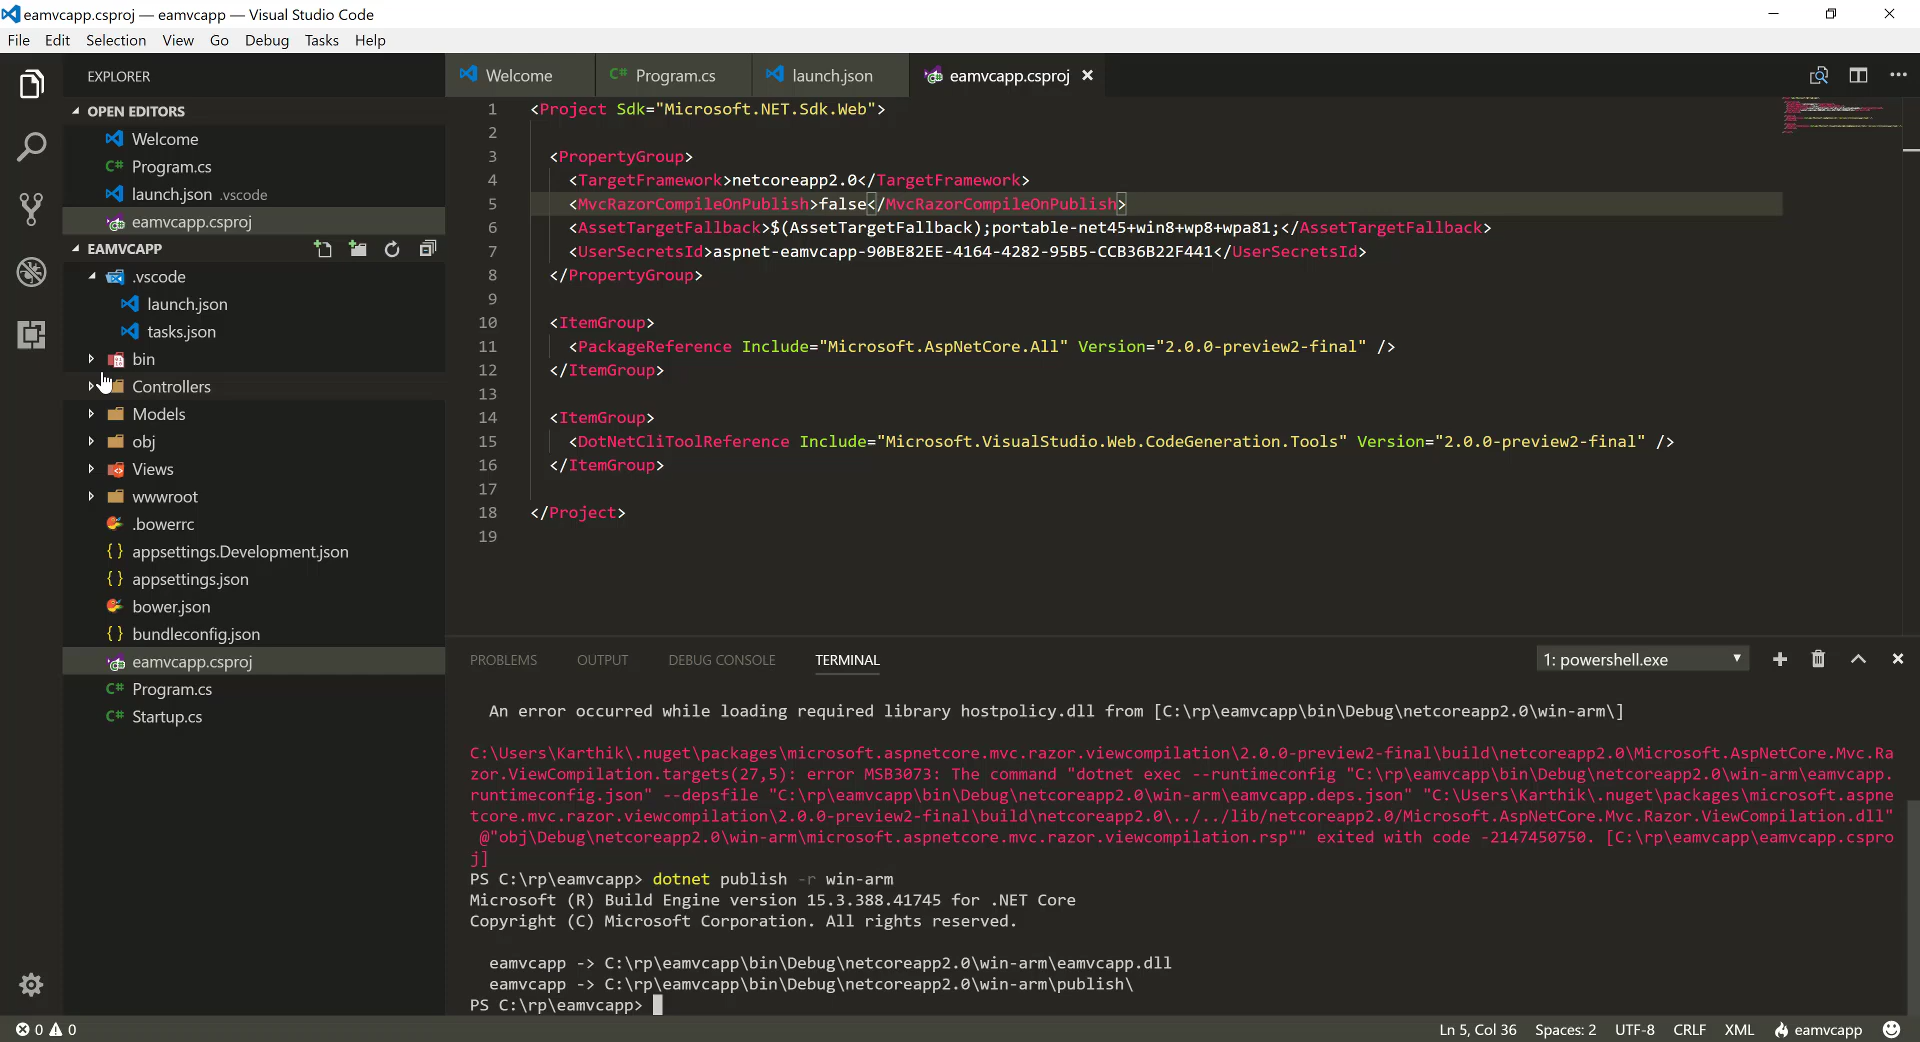 eamvcapp.csproj — eamvcapp — Visual Studio Code
File Edit Selection View Go Debug Tasks Help
EXPLORER
OPEN EDITORS
Welcome
Program.cs
launch.json .vscode
eamvcapp.csproj
EAMVCAPP
.vscode
launch.json
tasks.json
bin
Controllers
Models
obj
Views
wwwroot
.bowerrc
appsettings.Development.json
appsettings.json
bower.json
bundleconfig.json
eamvcapp.csproj
Program.cs
Startup.cs
Welcome Program.cs launch.json eamvcapp.csproj
1 <Project Sdk="Microsoft.NET.Sdk.Web">
2
3 <PropertyGroup>
4 <TargetFramework>netcoreapp2.0</TargetFramework>
5 <MvcRazorCompileOnPublish>false</MvcRazorCompileOnPublish>
6 <AssetTargetFallback>$(AssetTargetFallback);portable-net45+win8+wp8+wpa81;</AssetTargetFallback>
7 <UserSecretsId>aspnet-eamvcapp-90BE82EE-4164-4282-95B5-CCB36B22F441</UserSecretsId>
8 </PropertyGroup>
9
10 <ItemGroup>
11 <PackageReference Include="Microsoft.AspNetCore.All" Version="2.0.0-preview2-final" />
12 </ItemGroup>
13
14 <ItemGroup>
15 <DotNetCliToolReference Include="Microsoft.VisualStudio.Web.CodeGeneration.Tools" Version="2.0.0-preview2-final" />
16 </ItemGroup>
17
18 </Project>
19
PROBLEMS OUTPUT DEBUG CONSOLE TERMINAL 1: powershell.exe
An error occurred while loading required library hostpolicy.dll from [C:\rp\eamvcapp\bin\Debug\netcoreapp2.0\win-arm\]
C:\Users\Karthik\.nuget\packages\microsoft.aspnetcore.mvc.razor.viewcompilation\2.0.0-preview2-final\build\netcoreapp2.0\Microsoft.AspNetCore.Mvc.Ra
zor.ViewCompilation.targets(27,5): error MSB3073: The command "dotnet exec --runtimeconfig "C:\rp\eamvcapp\bin\Debug\netcoreapp2.0\win-arm\eamvcapp.
runtimeconfig.json" --depsfile "C:\rp\eamvcapp\bin\Debug\netcoreapp2.0\win-arm\eamvcapp.deps.json" "C:\Users\Karthik\.nuget\packages\microsoft.aspne
tcore.mvc.razor.viewcompilation\2.0.0-preview2-final\build\netcoreapp2.0\../../lib/netcoreapp2.0/Microsoft.AspNetCore.Mvc.Razor.ViewCompilation.dll"
@"obj\Debug\netcoreapp2.0\win-arm\microsoft.aspnetcore.mvc.razor.viewcompilation.rsp"" exited with code -2147450750. [C:\rp\eamvcapp\eamvcapp.cspro
j]
PS C:\rp\eamvcapp> dotnet publish -r win-arm
Microsoft (R) Build Engine version 15.3.388.41745 for .NET Core
Copyright (C) Microsoft Corporation. All rights reserved.
eamvcapp -> C:\rp\eamvcapp\bin\Debug\netcoreapp2.0\win-arm\eamvcapp.dll
eamvcapp -> C:\rp\eamvcapp\bin\Debug\netcoreapp2.0\win-arm\publish\
PS C:\rp\eamvcapp>
0 0 Ln 5, Col 36 Spaces: 2 UTF-8 CRLF XML eamvcapp